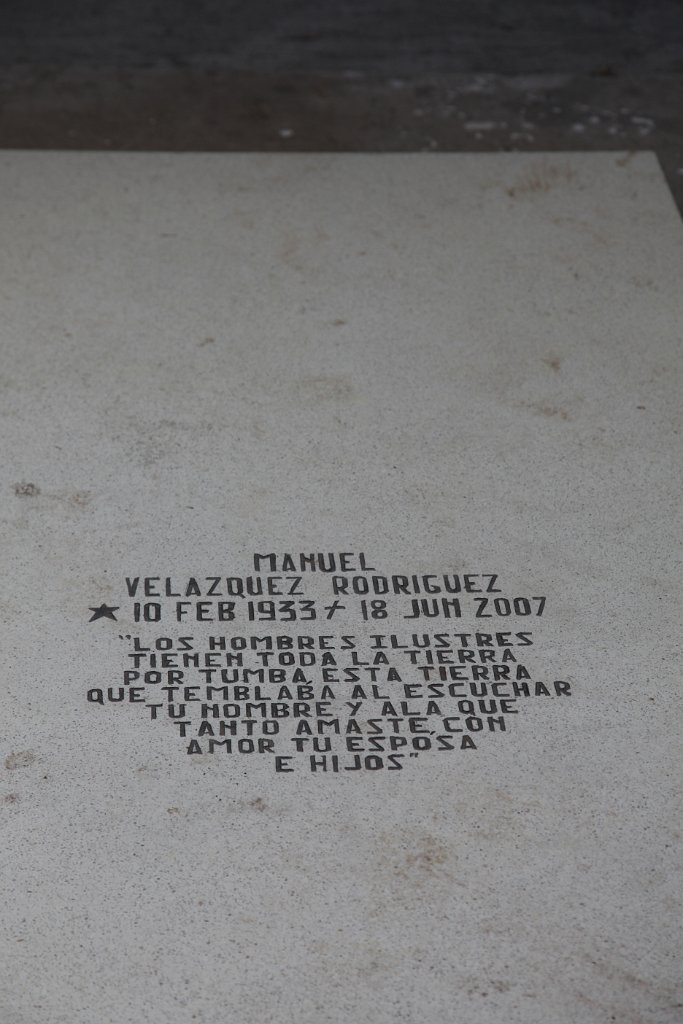 MANUEL
VELAZQUEZ RODRIGUEZ
★ 10 FEB 1933 ✝ 18 JUN 2007
"LOS HOMBRES ILUSTRES
TIENEN TODA LA TIERRA
POR TUMBA, ESTA TIERRA
QUE TEMBLABA AL ESCUCHAR
TU NOMBRE Y ALA QUE
TANTO AMASTE, CON
AMOR TU ESPOSA
E HIJOS"